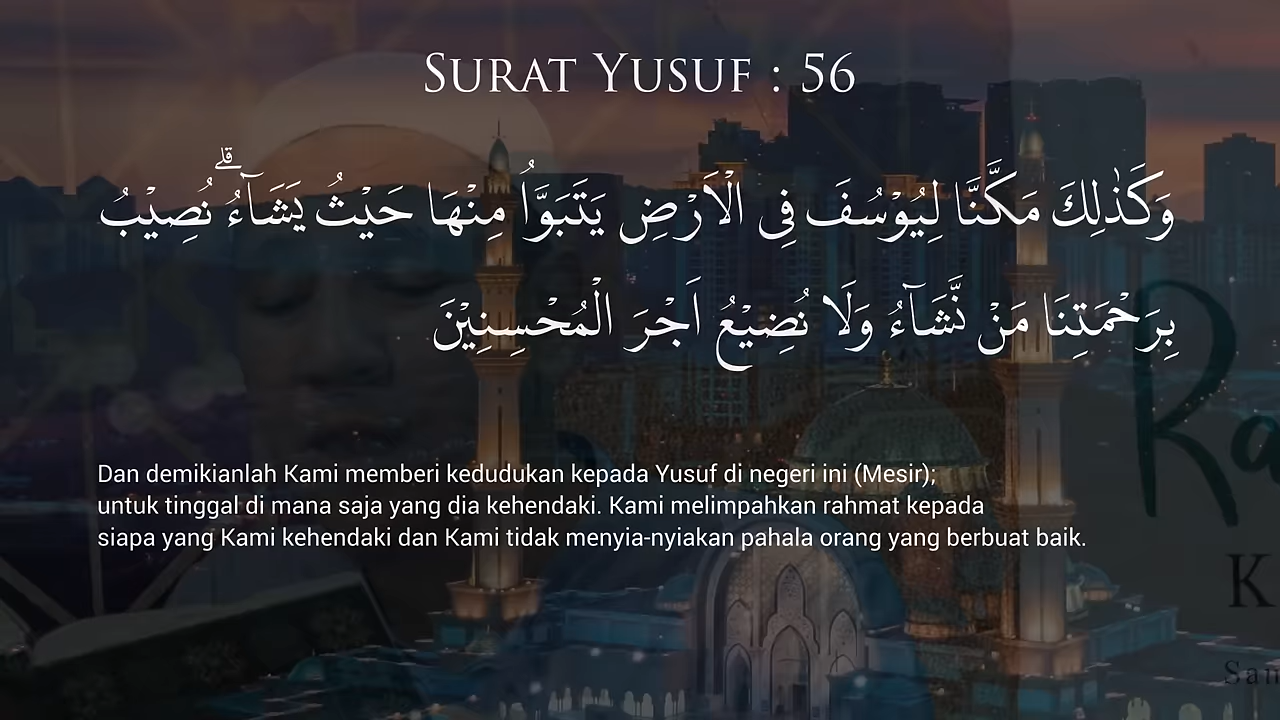 SURAT YUSUF : 56
وَكَذٰلِكَ مَكَّنَّا لِيُوْسُفَ فِى الْاَرْضِ يَتَبَوَّاُ مِنْهَا حَيْثُ يَشَاۤءُ ۗنُصِيْبُ
بِرَحْمَتِنَا مَنْ نَّشَاۤءُ وَلَا نُضِيْعُ اَجْرَ الْمُحْسِنِيْنَ
Dan demikianlah Kami memberi kedudukan kepada Yusuf di negeri ini (Mesir);
untuk tinggal di mana saja yang dia kehendaki. Kami melimpahkan rahmat kepada
siapa yang Kami kehendaki dan Kami tidak menyia-nyiakan pahala orang yang berbuat baik.